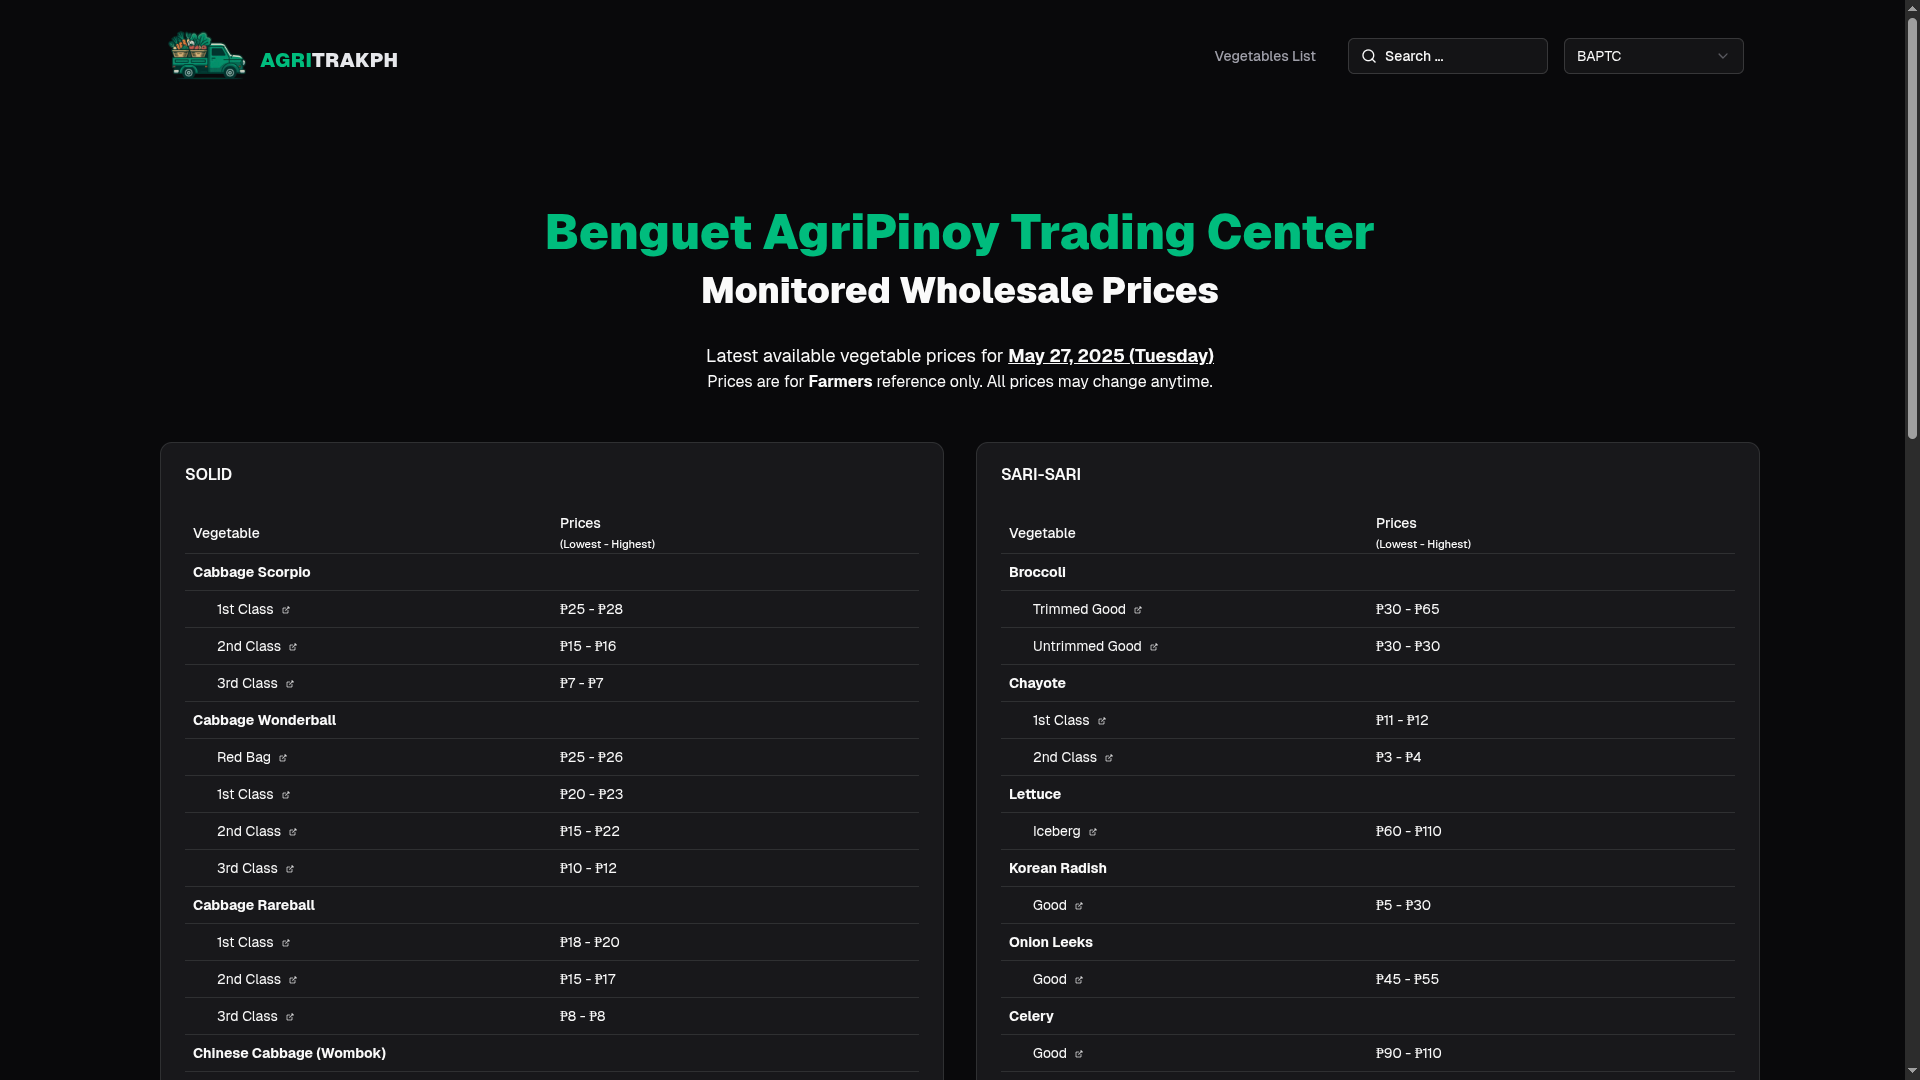 AGRITRAKPH
Vegetables List
Search ...
BAPTC
Benguet AgriPinoy Trading Center
Monitored Wholesale Prices
Latest available vegetable prices for May 27, 2025 (Tuesday)
Prices are for Farmers reference only. All prices may change anytime.
SOLID
Vegetable
Prices
(Lowest - Highest)
Cabbage Scorpio
1st Class ₱25 - ₱28
2nd Class ₱15 - ₱16
3rd Class ₱7 - ₱7
Cabbage Wonderball
Red Bag ₱25 - ₱26
1st Class ₱20 - ₱23
2nd Class ₱15 - ₱22
3rd Class ₱10 - ₱12
Cabbage Rareball
1st Class ₱18 - ₱20
2nd Class ₱15 - ₱17
3rd Class ₱8 - ₱8
Chinese Cabbage (Wombok)
SARI-SARI
Vegetable
Prices
(Lowest - Highest)
Broccoli
Trimmed Good ₱30 - ₱65
Untrimmed Good ₱30 - ₱30
Chayote
1st Class ₱11 - ₱12
2nd Class ₱3 - ₱4
Lettuce
Iceberg ₱60 - ₱110
Korean Radish
Good ₱5 - ₱30
Onion Leeks
Good ₱45 - ₱55
Celery
Good ₱90 - ₱110